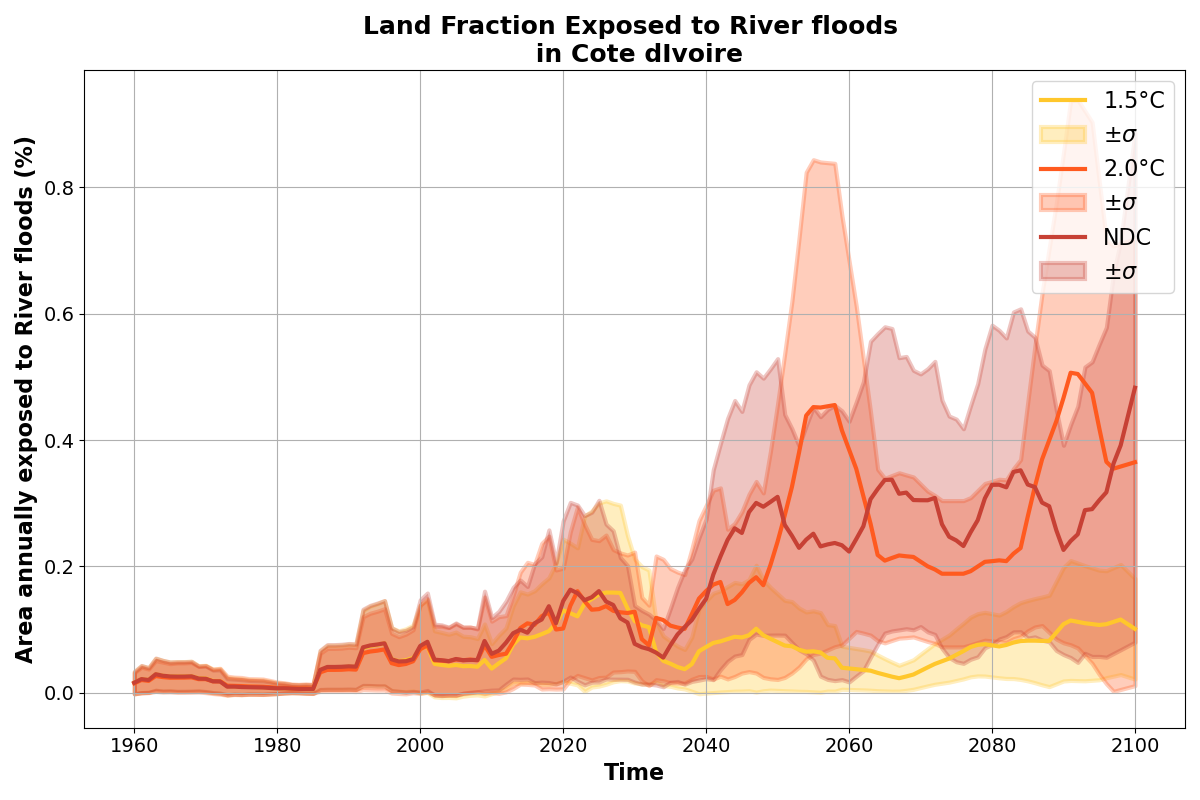 Land Fraction Exposed to River floods
in Cote dIvoire
Area annually exposed to River floods (%)
0.8
0.6
0.4
0.2
0.0
1.5°C
±σ
2.0°C
±σ
NDC
±σ
1960 1980 2000 2020 2040 2060 2080 2100
Time